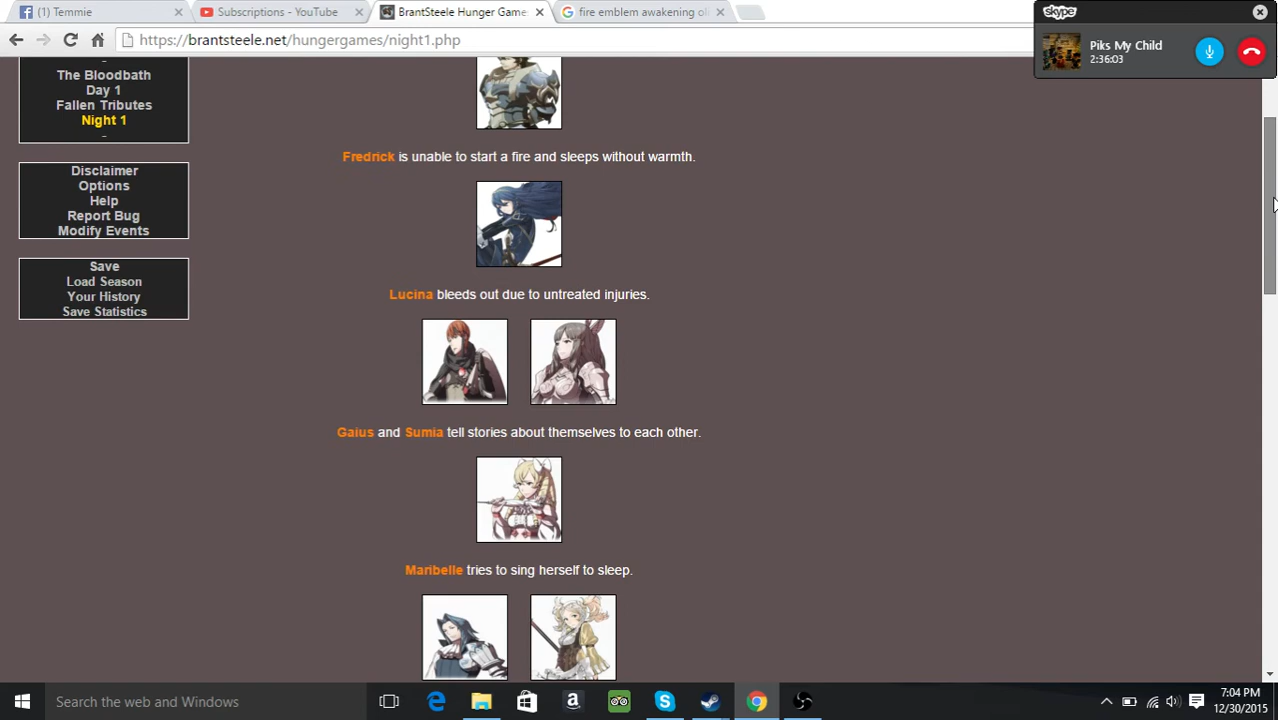 (1) Temmie
Subscriptions - YouTube
BrantSteele Hunger Game
fire emblem awakening oli
skype
https://brantsteele.net/hungergames/night1.php
Piks My Child
2:36:03
The Bloodbath
Day 1
Fallen Tributes
Night 1
-
Disclaimer
Options
Help
Report Bug
Modify Events
Save
Load Season
Your History
Save Statistics
Fredrick is unable to start a fire and sleeps without warmth.
Lucina bleeds out due to untreated injuries.
Gaius and Sumia tell stories about themselves to each other.
Maribelle tries to sing herself to sleep.
Search the web and Windows
7:04 PM
12/30/2015